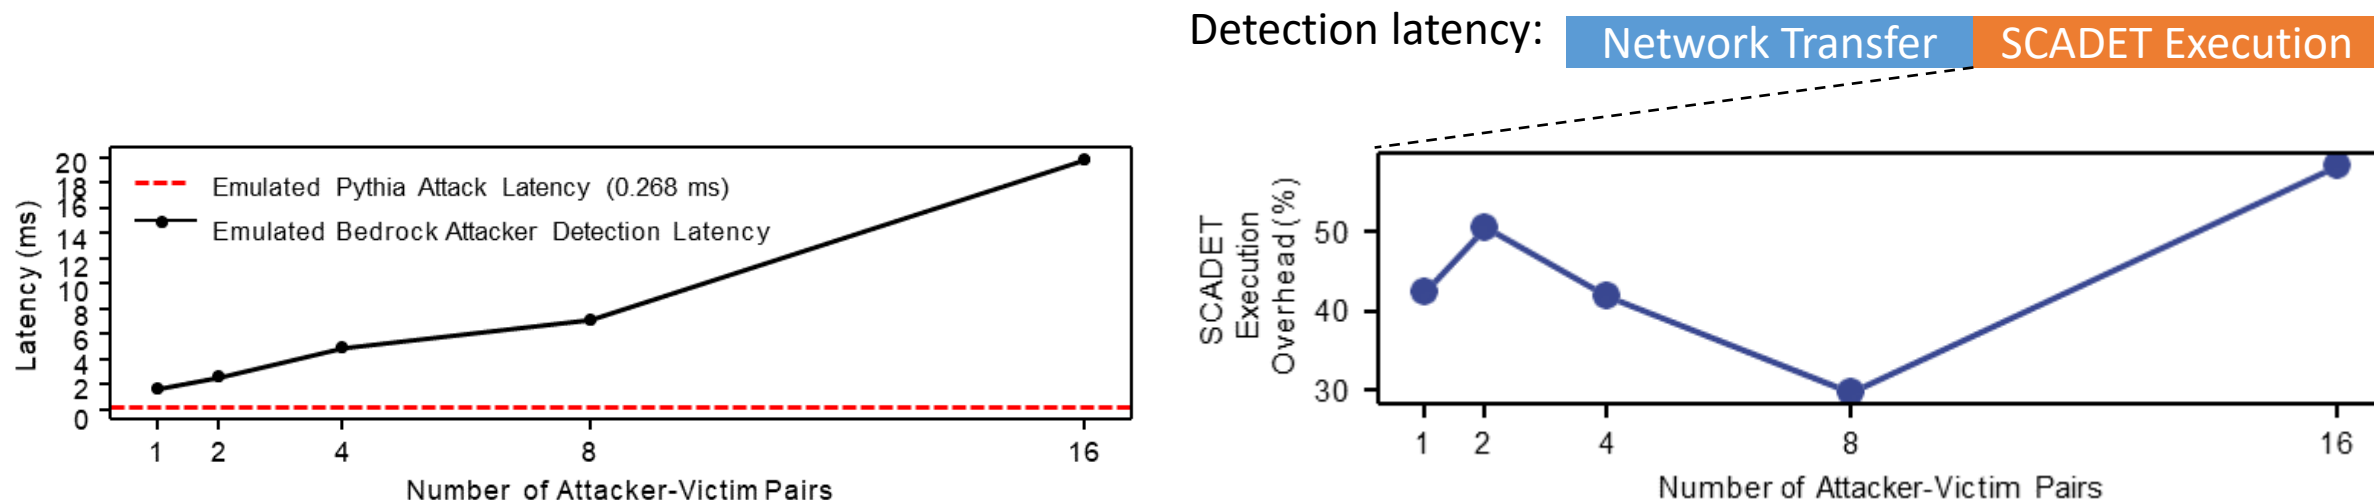 Detection latency: Network Transfer SCADET Execution
20
18
16
14
12
10
8
6
4
2
0
Latency (ms)
Emulated Pythia Attack Latency (0.268 ms)
Emulated Bedrock Attacker Detection Latency
1 2 4 8 16
Number of Attacker-Victim Pairs
SCADET
Execution
Overhead (%)
50
40
30
1 2 4 8 16
Number of Attacker-Victim Pairs